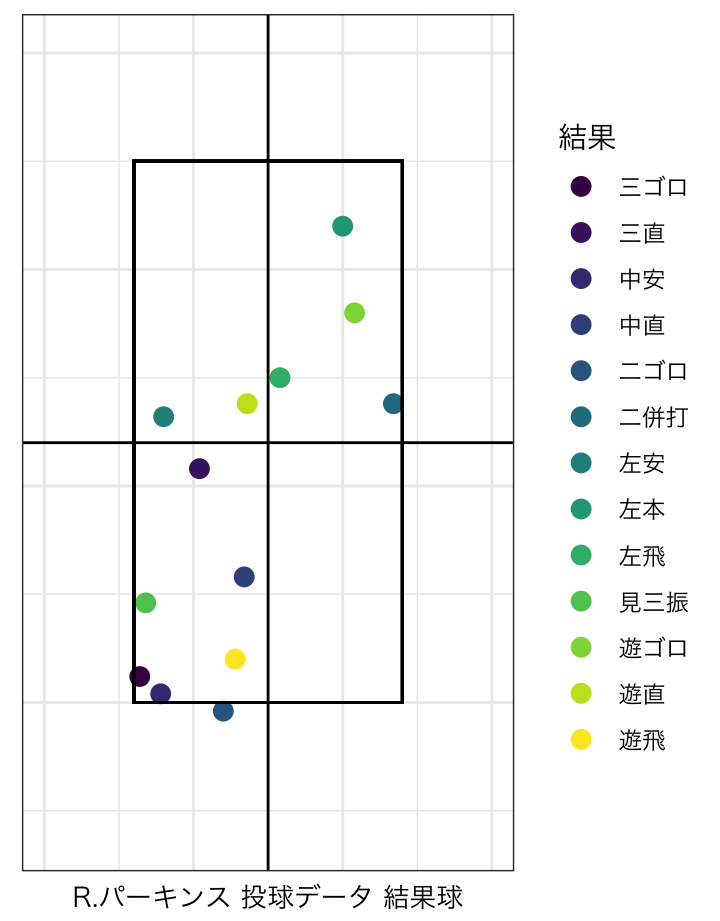 結果
三ゴロ
三直
中安
中直
二ゴロ
二併打
左安
左本
左飛
見三振
遊ゴロ
遊直
遊飛
R.パーキンス 投球データ 結果球